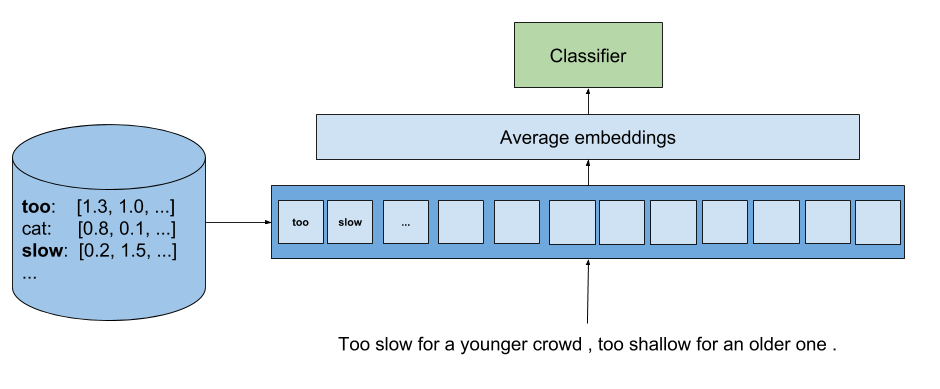 Classifier
Average embeddings
too: [1.3, 1.0, ...]
cat: [0.8, 0.1, ...]
slow: [0.2, 1.5, ...]
...
too slow ...
Too slow for a younger crowd , too shallow for an older one .